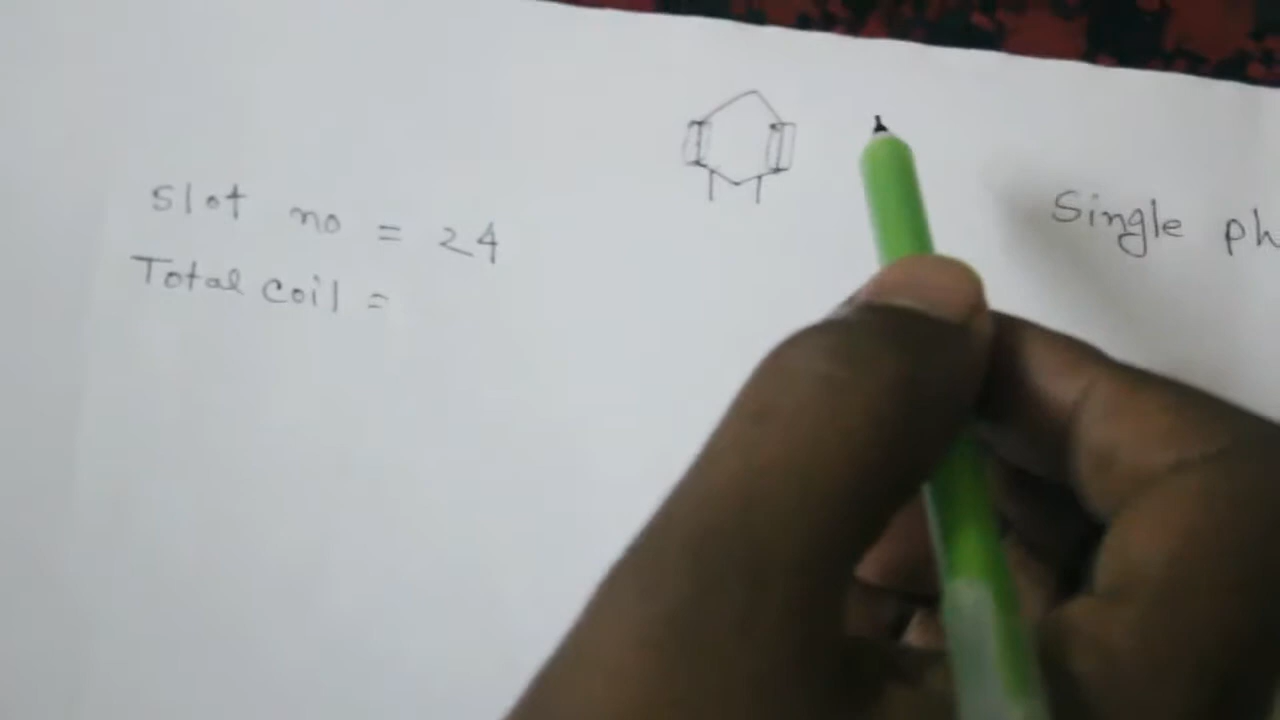 Slot no = 24
Total coil =
Single ph